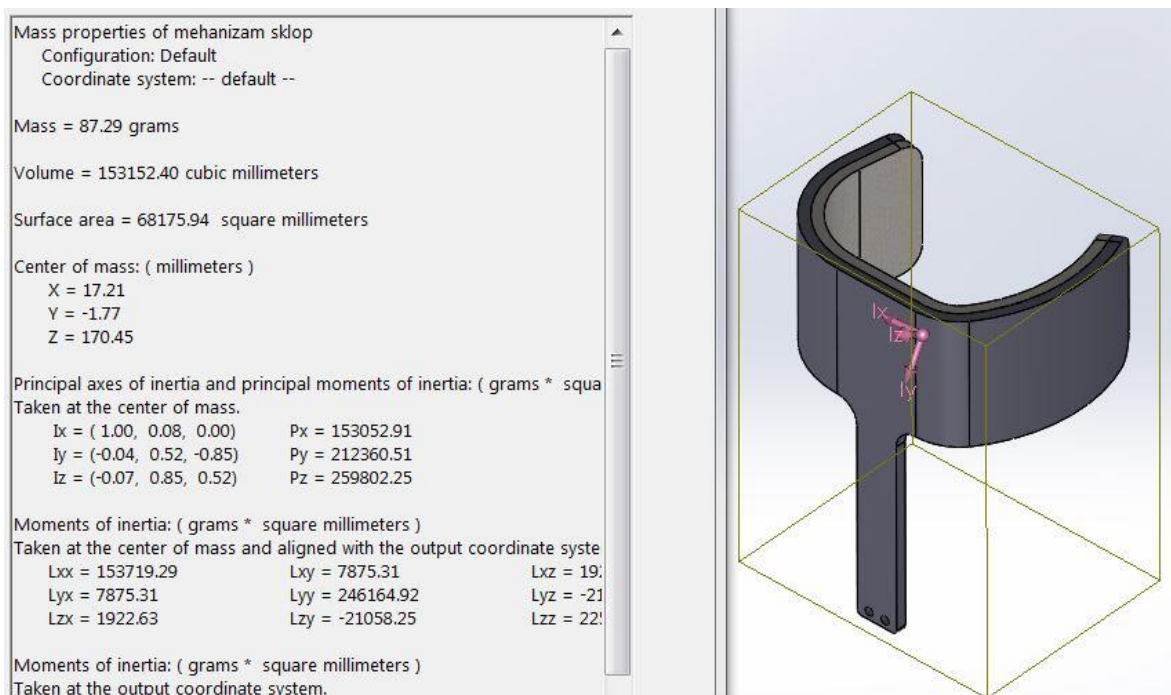 Mass properties of mehanizam sklop
Configuration: Default
Coordinate system: -- default --
Mass = 87.29 grams
Volume = 153152.40 cubic millimeters
Surface area = 68175.94 square millimeters
Center of mass: ( millimeters )
X = 17.21
Y = -1.77
Z = 170.45
Principal axes of inertia and principal moments of inertia: ( grams * squa
Taken at the center of mass.
Ix = ( 1.00, 0.08, 0.00) Px = 153052.91
Iy = (-0.04, 0.52, -0.85) Py = 212360.51
Iz = (-0.07, 0.85, 0.52) Pz = 259802.25
Moments of inertia: ( grams * square millimeters )
Taken at the center of mass and aligned with the output coordinate syste
Lxx = 153719.29 Lxy = 7875.31 Lxz = 19
Lyx = 7875.31 Lyy = 246164.92 Lyz = -21
Lzx = 1922.63 Lzy = -21058.25 Lzz = 22
Moments of inertia: ( grams * square millimeters )
Taken at the output coordinate system.
Ix
Iz
Iy